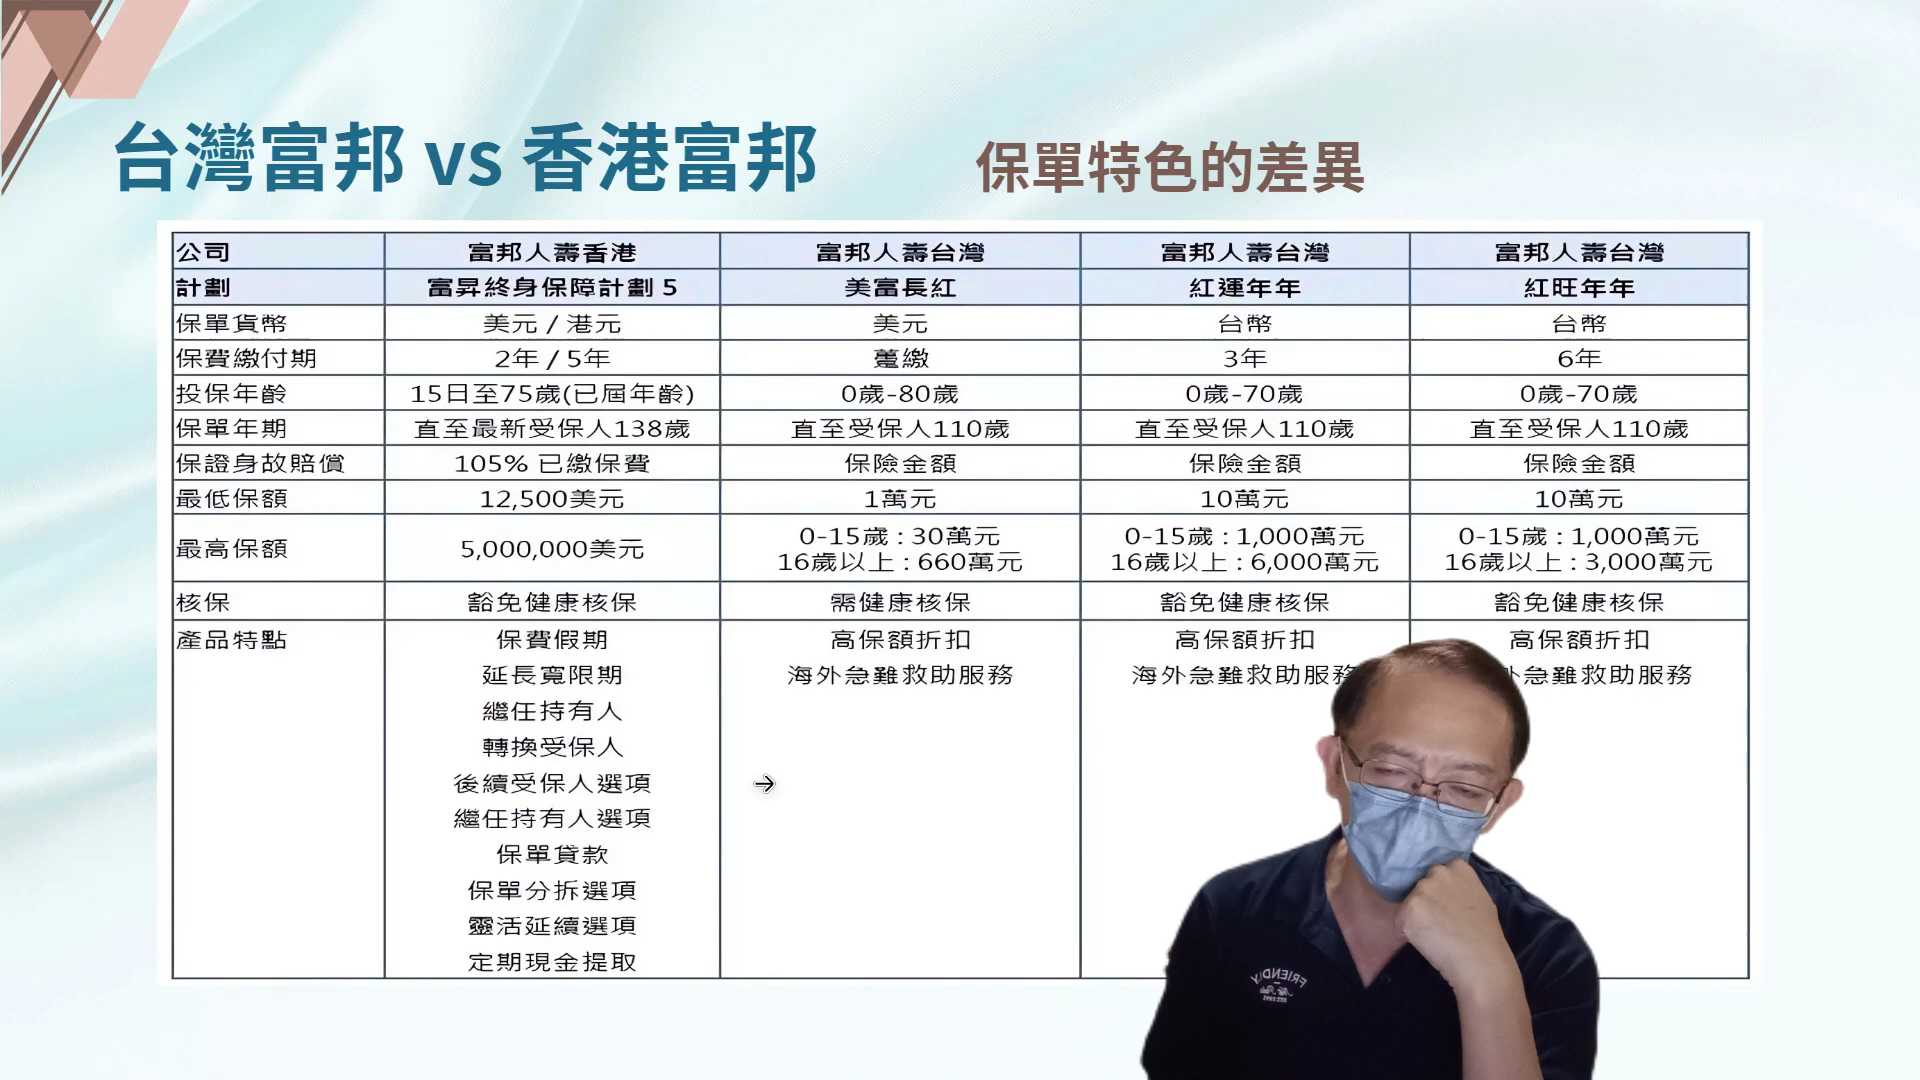 台灣富邦 vs 香港富邦 保單特色的差異
公司 富邦人壽香港 富邦人壽台灣 富邦人壽台灣 富邦人壽台灣
計劃 富昇終身保障計劃 5 美富長紅 紅運年年 紅旺年年
保單貨幣 美元 / 港元 美元 台幣 台幣
保費繳付期 2年 / 5年 躉繳 3年 6年
投保年齡 15日至75歲(已屆年齡) 0歲-80歲 0歲-70歲 0歲-70歲
保單年期 直至最新受保人138歲 直至受保人110歲 直至受保人110歲 直至受保人110歲
保證身故賠償 105% 已繳保費 保險金額 保險金額 保險金額
最低保額 12,500美元 1萬元 10萬元 10萬元
最高保額 5,000,000美元 0-15歲 : 30萬元 0-15歲 : 1,000萬元 0-15歲 : 1,000萬元
16歲以上 : 660萬元 16歲以上 : 6,000萬元 16歲以上 : 3,000萬元
核保 豁免健康核保 需健康核保 豁免健康核保 豁免健康核保
產品特點 保費假期 高保額折扣 高保額折扣 高保額折扣
延長寬限期 海外急難救助服務 海外急難救助服務 外急難救助服務
繼任持有人
轉換受保人
後續受保人選項
繼任持有人選項
保單貸款
保單分拆選項
靈活延續選項
定期現金提取
FRIENDLY